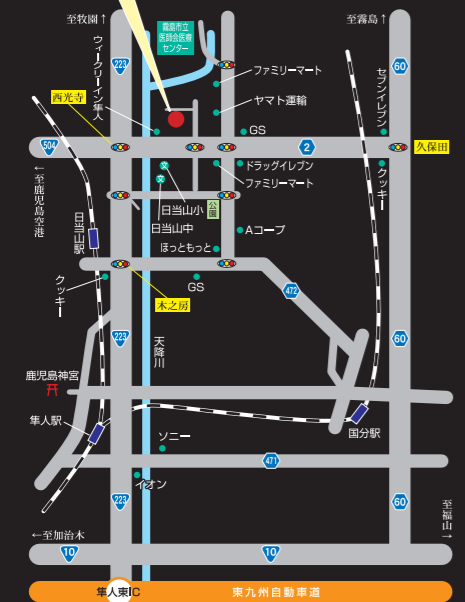 至牧園↑
至霧島↑
霧島市立
医師会医療
センター
223
60
ウィークリーイン隼人
ファミリーマート
セブンイレブン
ヤマト運輸
西光寺
GS
504
2
久保田
ドラッグイレブン
ファミリーマート
クッキー
←至鹿児島空港
日当山小
公園
日当山中
日当山駅
Aコープ
ほっともっと
クッキー
GS
472
木之房
223
天降川
60
鹿児島神宮
隼人駅
国分駅
ソニー
471
イオン
223
60
至福山→
←至加治木
10
10
隼人東IC
東九州自動車道
文
文